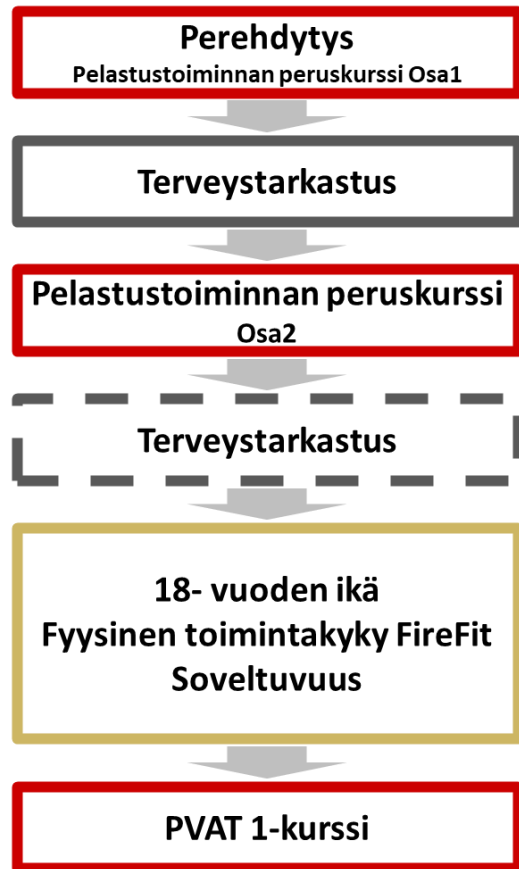 Perehdytys
Pelastustoiminnan peruskurssi Osa1
Terveystarkastus
Pelastustoiminnan peruskurssi
Osa2
Terveystarkastus
18- vuoden ikä
Fyysinen toimintakyky FireFit
Soveltuvuus
PVAT 1-kurssi